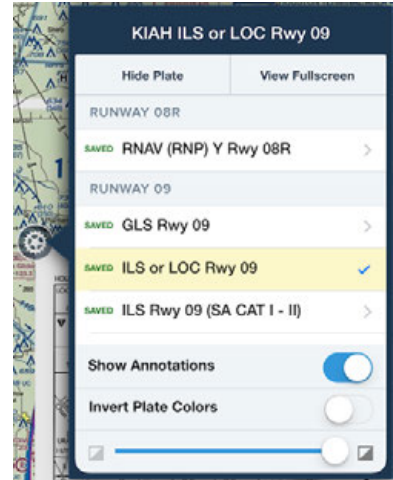 KIAH ILS or LOC Rwy 09
Hide Plate
View Fullscreen
RUNWAY 08R
SAVED RNAV (RNP) Y Rwy 08R
RUNWAY 09
SAVED GLS Rwy 09
SAVED ILS or LOC Rwy 09
SAVED ILS Rwy 09 (SA CAT I - II)
Show Annotations
Invert Plate Colors